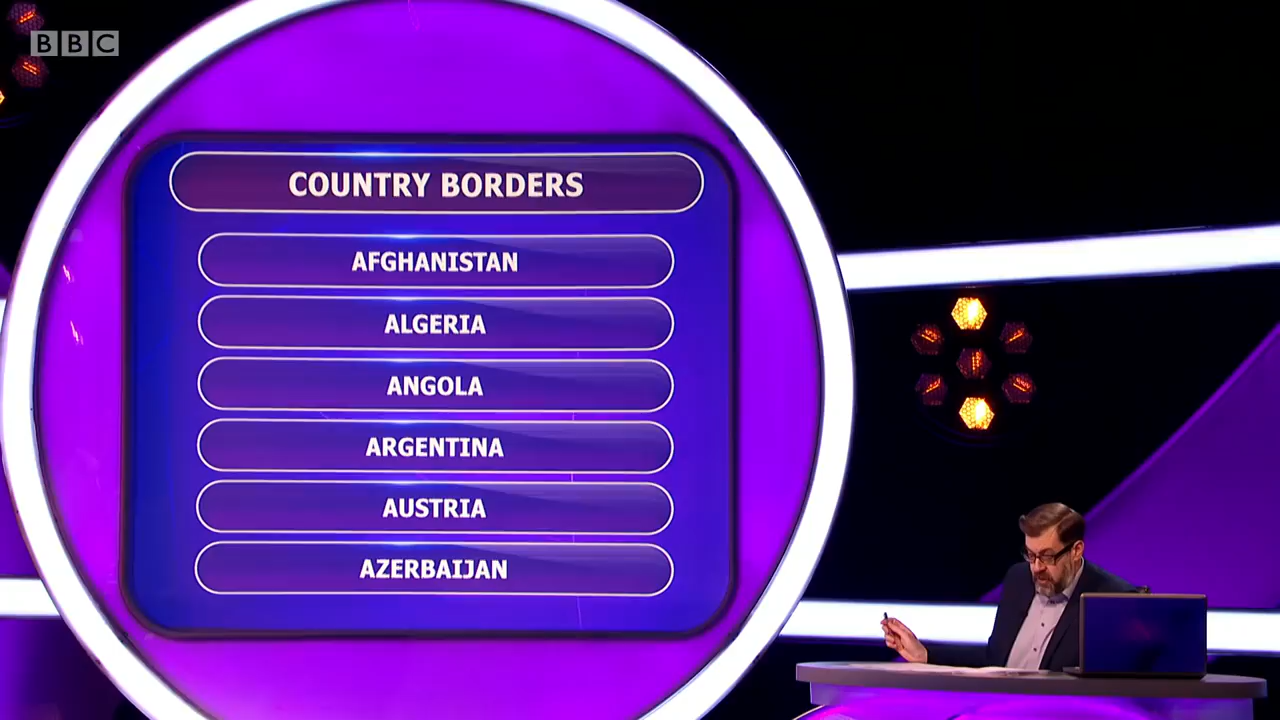 BBC
COUNTRY BORDERS
AFGHANISTAN
ALGERIA
ANGOLA
ARGENTINA
AUSTRIA
AZERBAIJAN